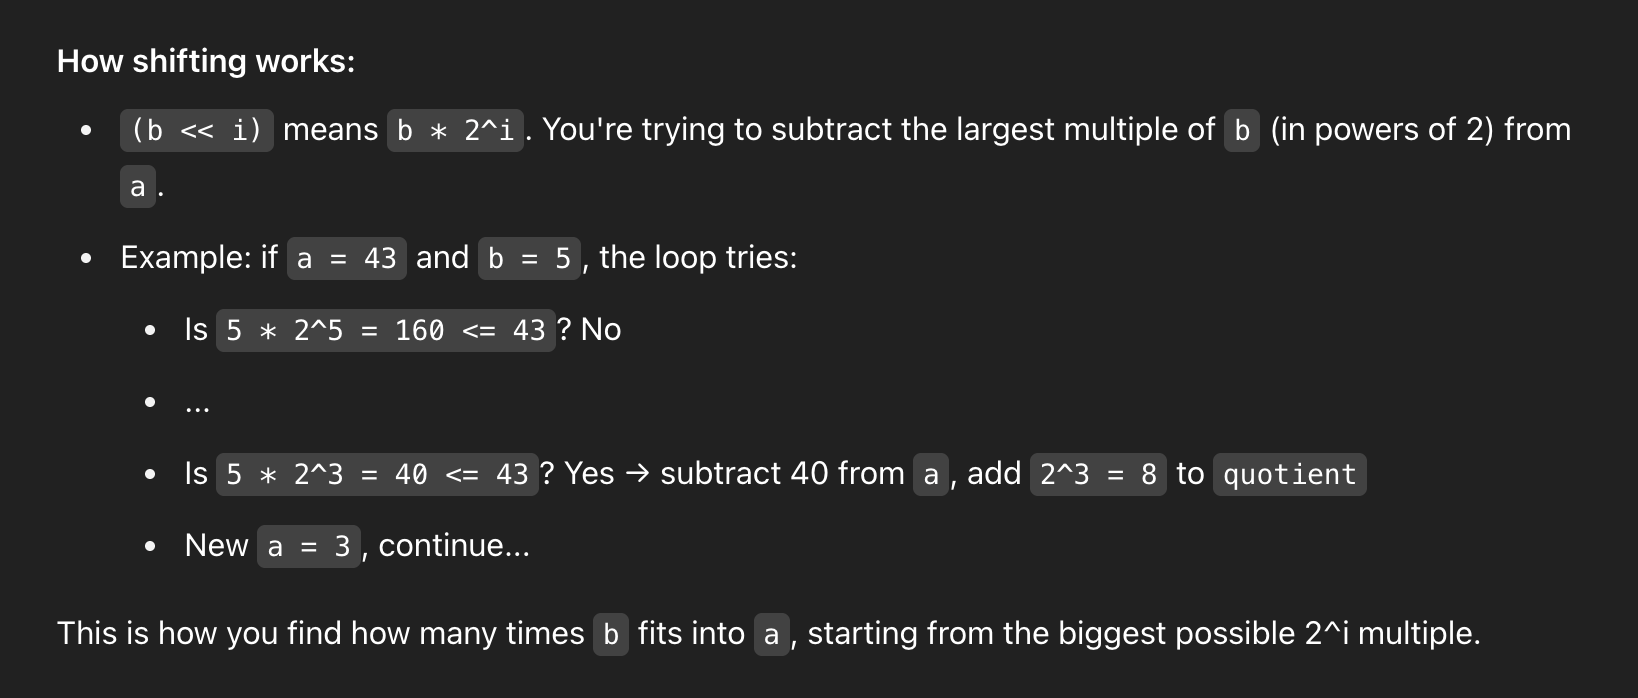 How shifting works:
• (b << i) means b * 2^i. You're trying to subtract the largest multiple of b (in powers of 2) from
a.
• Example: if a = 43 and b = 5, the loop tries:
• Is 5 * 2^5 = 160 <= 43? No
• ...
• Is 5 * 2^3 = 40 <= 43? Yes → subtract 40 from a, add 2^3 = 8 to quotient
• New a = 3, continue...
This is how you find how many times b fits into a, starting from the biggest possible 2^i multiple.